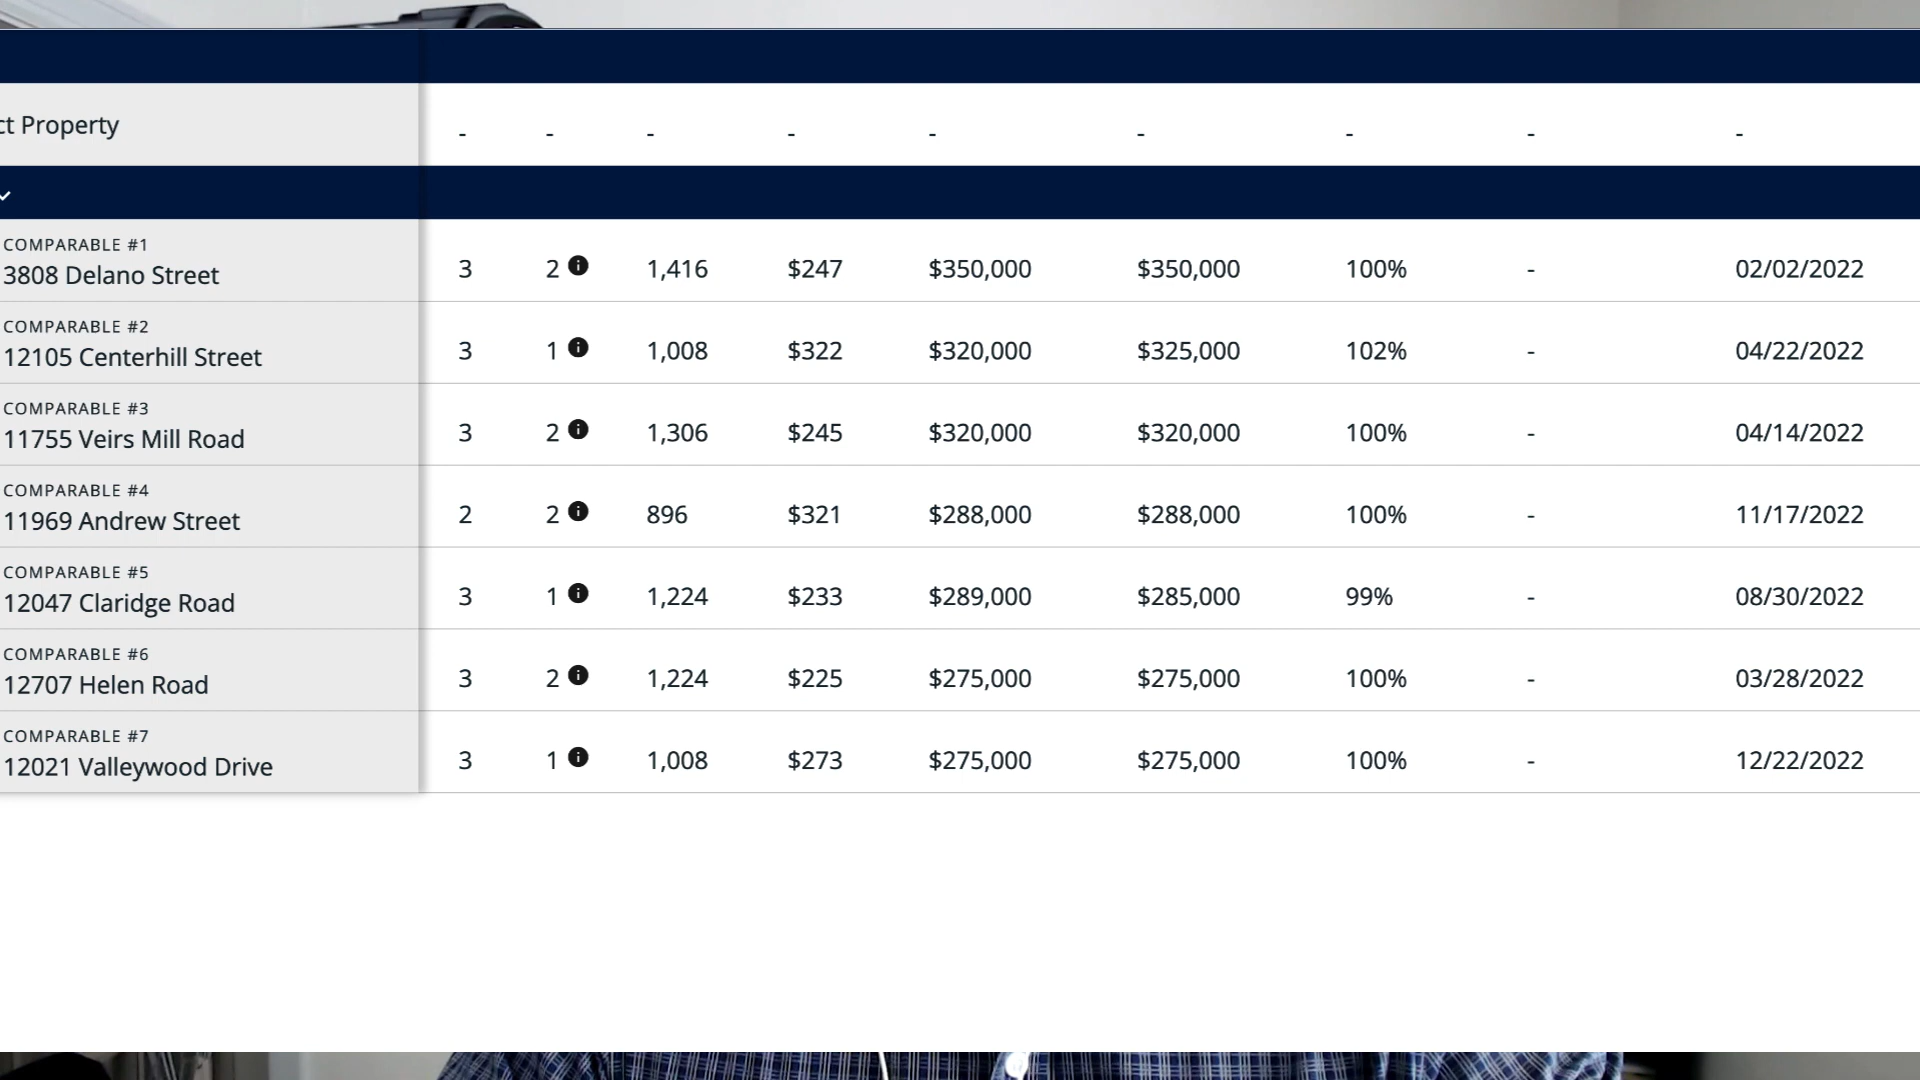 ct Property - - - - - - - - -
COMPARABLE #1
3808 Delano Street 3 2 1,416 $247 $350,000 $350,000 100% - 02/02/2022
COMPARABLE #2
12105 Centerhill Street 3 1 1,008 $322 $320,000 $325,000 102% - 04/22/2022
COMPARABLE #3
11755 Veirs Mill Road 3 2 1,306 $245 $320,000 $320,000 100% - 04/14/2022
COMPARABLE #4
11969 Andrew Street 2 2 896 $321 $288,000 $288,000 100% - 11/17/2022
COMPARABLE #5
12047 Claridge Road 3 1 1,224 $233 $289,000 $285,000 99% - 08/30/2022
COMPARABLE #6
12707 Helen Road 3 2 1,224 $225 $275,000 $275,000 100% - 03/28/2022
COMPARABLE #7
12021 Valleywood Drive 3 1 1,008 $273 $275,000 $275,000 100% - 12/22/2022